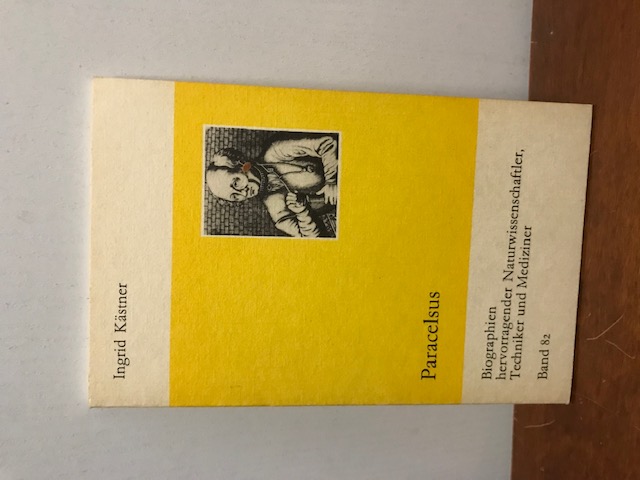 Ingrid Kästner
Paracelsus
Biographien
hervorragender Naturwissenschaftler,
Techniker und Mediziner
Band 82